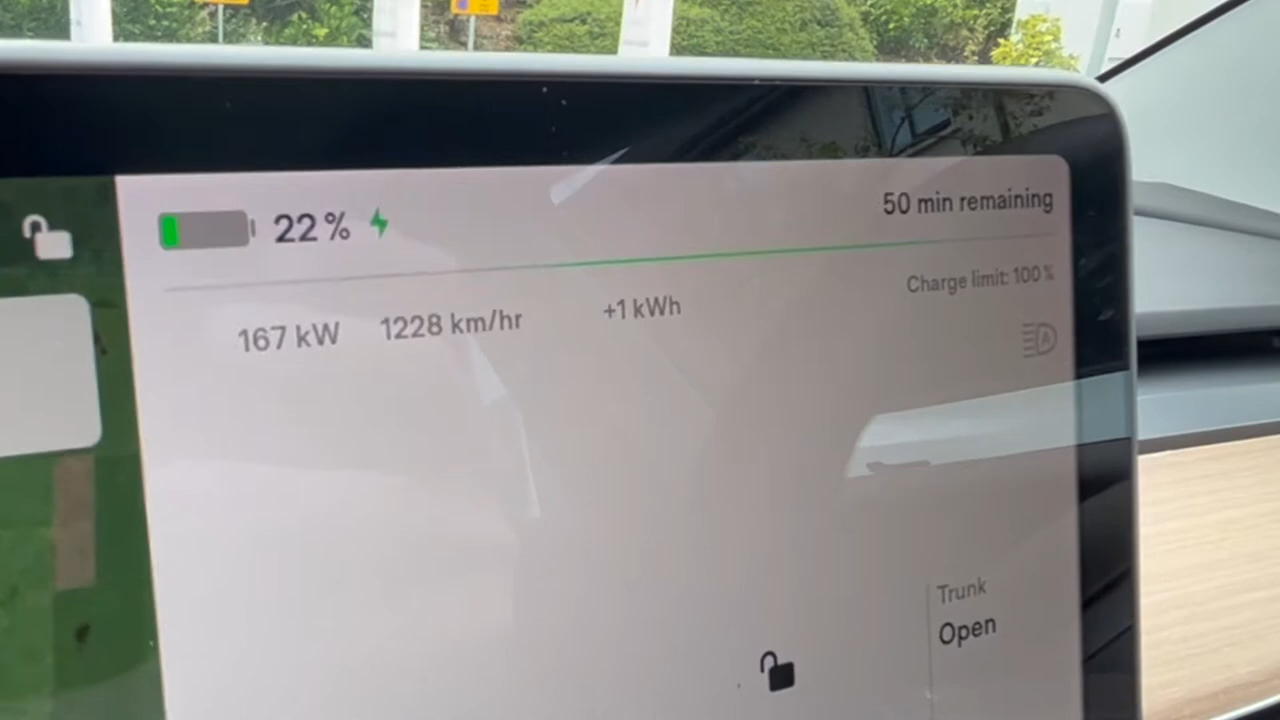 22 %
50 min remaining
Charge limit: 100 %
167 kW 1228 km/hr +1 kWh
A
Trunk
Open